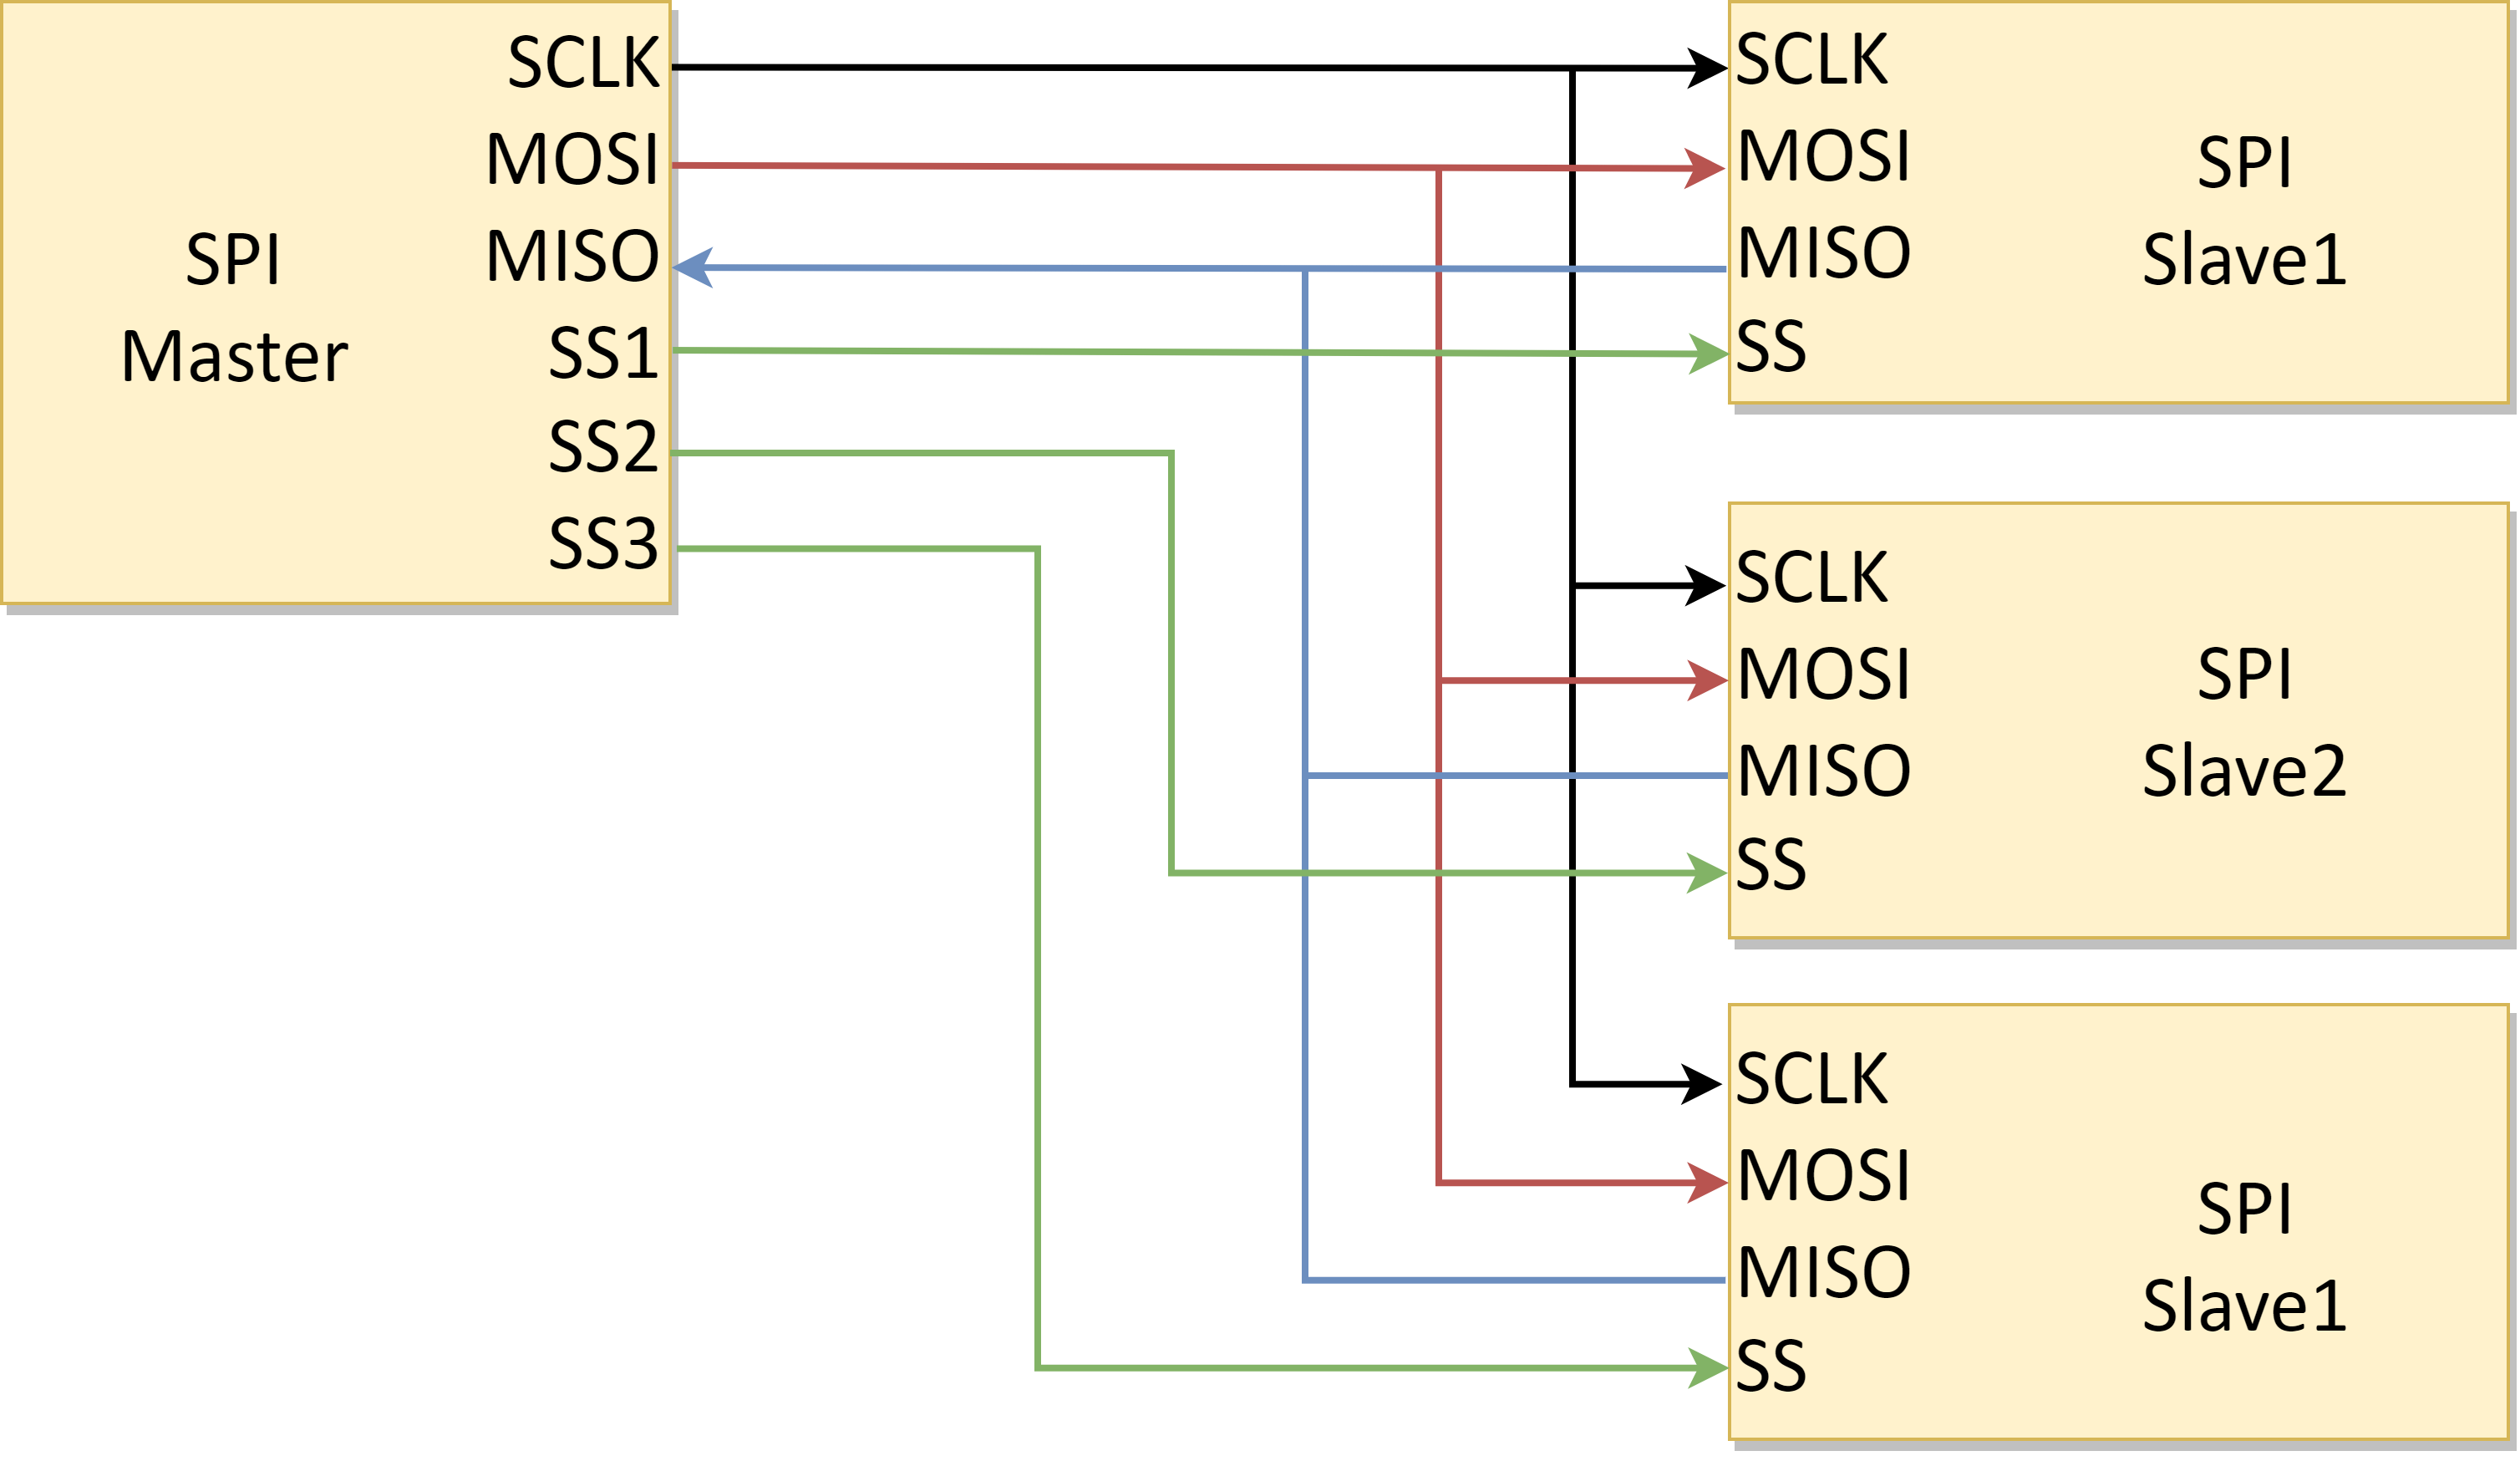 SPI
Master
SCLK
MOSI
MISO
SS1
SS2
SS3
SCLK
MOSI
MISO
SS
SPI
Slave1
SCLK
MOSI
MISO
SS
SPI
Slave2
SCLK
MOSI
MISO
SS
SPI
Slave1